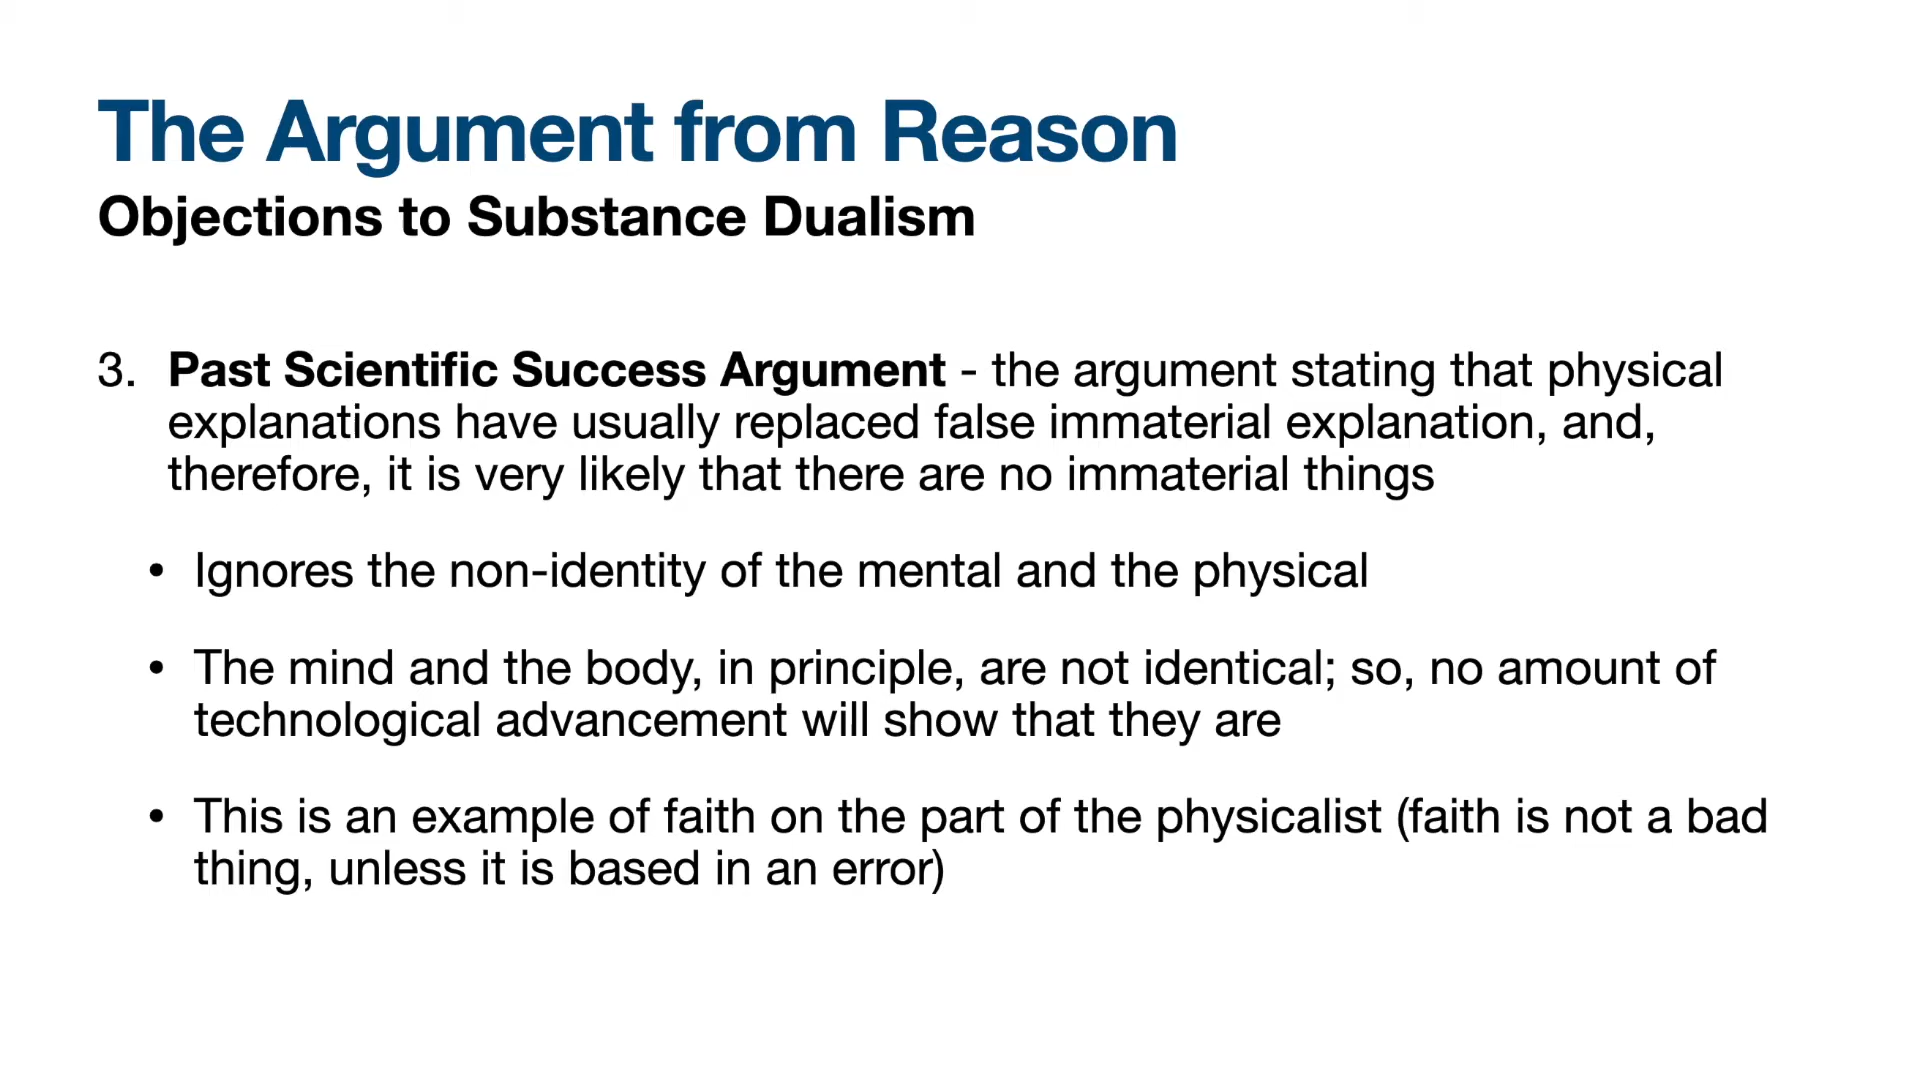 The Argument from Reason
Objections to Substance Dualism
3. Past Scientific Success Argument - the argument stating that physical
explanations have usually replaced false immaterial explanation, and,
therefore, it is very likely that there are no immaterial things
• Ignores the non-identity of the mental and the physical
• The mind and the body, in principle, are not identical; so, no amount of
technological advancement will show that they are
• This is an example of faith on the part of the physicalist (faith is not a bad
thing, unless it is based in an error)